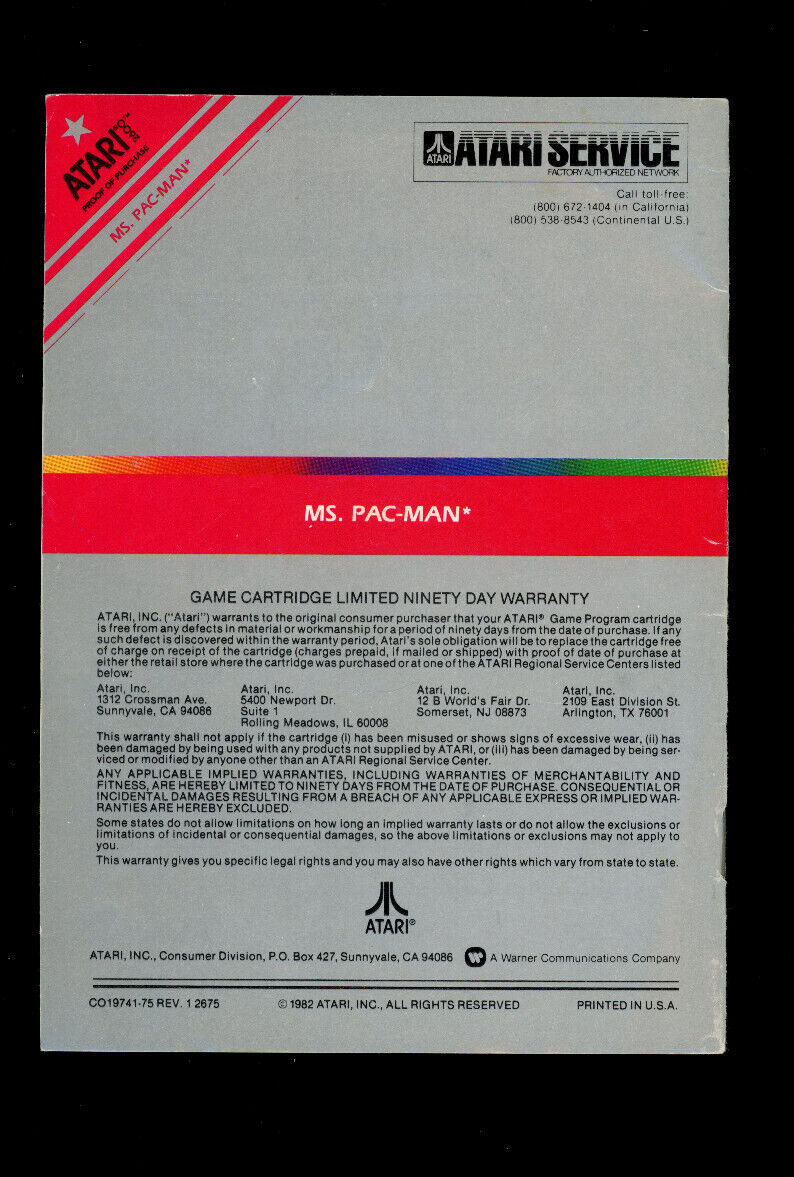 ATARI® 2600™
PROOF OF PURCHASE
MS. PAC-MAN*
ATARI
ATARI SERVICE
FACTORY AUTHORIZED NETWORK
Call toll-free:
(800) 672-1404 (in California)
(800) 538-8543 (Continental U.S.)
MS. PAC-MAN*
GAME CARTRIDGE LIMITED NINETY DAY WARRANTY
ATARI, INC. ("Atari") warrants to the original consumer purchaser that your ATARI® Game Program cartridge
is free from any defects in material or workmanship for a period of ninety days from the date of purchase. If any
such defect is discovered within the warranty period, Atari's sole obligation will be to replace the cartridge free
of charge on receipt of the cartridge (charges prepaid, if mailed or shipped) with proof of date of purchase at
either the retail store where the cartridge was purchased or at one of the ATARI Regional Service Centers listed
below:
Atari, Inc.
1312 Crossman Ave.
Sunnyvale, CA 94086
Atari, Inc.
5400 Newport Dr.
Suite 1
Rolling Meadows, IL 60008
Atari, Inc.
12 B World's Fair Dr.
Somerset, NJ 08873
Atari, Inc.
2109 East Division St.
Arlington, TX 76001
This warranty shall not apply if the cartridge (i) has been misused or shows signs of excessive wear, (ii) has
been damaged by being used with any products not supplied by ATARI, or (iii) has been damaged by being ser-
viced or modified by anyone other than an ATARI Regional Service Center.
ANY APPLICABLE IMPLIED WARRANTIES, INCLUDING WARRANTIES OF MERCHANTABILITY AND
FITNESS, ARE HEREBY LIMITED TO NINETY DAYS FROM THE DATE OF PURCHASE. CONSEQUENTIAL OR
INCIDENTAL DAMAGES RESULTING FROM A BREACH OF ANY APPLICABLE EXPRESS OR IMPLIED WAR-
RANTIES ARE HEREBY EXCLUDED.
Some states do not allow limitations on how long an implied warranty lasts or do not allow the exclusions or
limitations of incidental or consequential damages, so the above limitations or exclusions may not apply to
you.
This warranty gives you specific legal rights and you may also have other rights which vary from state to state.
ATARI®
ATARI, INC., Consumer Division, P.O. Box 427, Sunnyvale, CA 94086
A Warner Communications Company
CO19741-75 REV. 1 2675
© 1982 ATARI, INC., ALL RIGHTS RESERVED
PRINTED IN U.S.A.